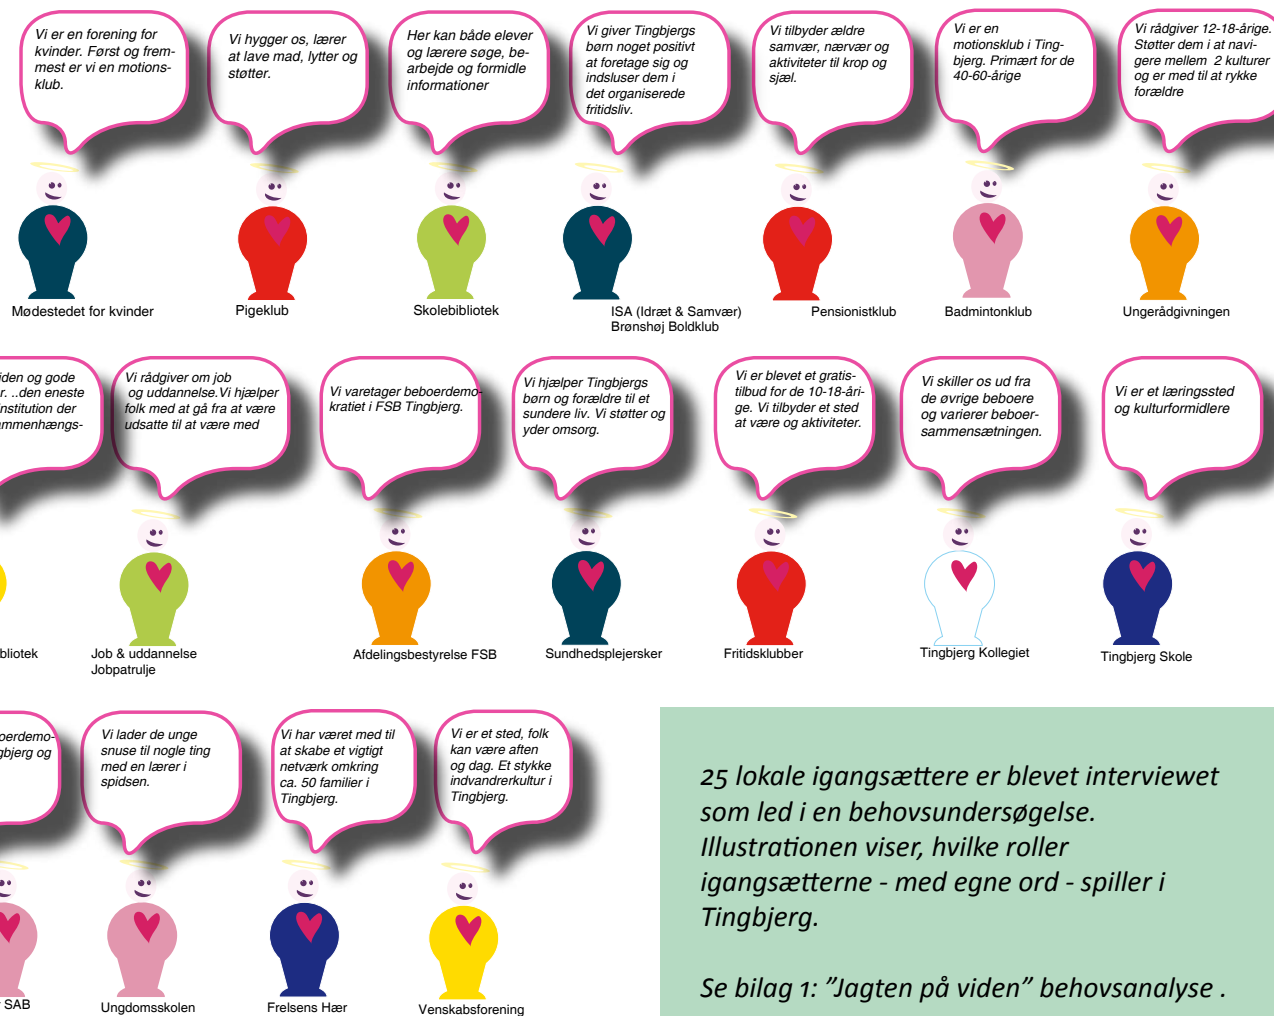 Vi er en forening for
kvinder. Først og frem-
mest er vi en motions-
klub.
Mødestedet for kvinder
Vi hygger os, lærer
at lave mad, lytter og
støtter.
Pigeklub
Her kan både elever
og lærere søge, be-
arbejde og formidle
informationer
Skolebibliotek
Vi giver Tingbjergs
børn noget positivt
at foretage sig og
indsluser dem i
det organiserede
fritidsliv.
ISA (Idræt & Samvær)
Brønshøj Boldklub
Vi tilbyder ældre
samvær, nærvær og
aktiviteter til krop og
sjæl.
Pensionistklub
Vi er en
motionsklub i Ting-
bjerg. Primært for de
40-60-årige
Badmintonklub
Vi rådgiver 12-18-årige.
Støtter dem i at navi-
gere mellem 2 kulturer
og er med til at rykke
forældre
Ungerådgivningen
iden og gode
r. ..den eneste
nstitution der
ammenhængs-
bliotek
Vi rådgiver om job
og uddannelse.Vi hjælper
folk med at gå fra at være
udsatte til at være med
Job & uddannelse
Jobpatrulje
Vi varetager beboerdemo-
kratiet i FSB Tingbjerg.
Afdelingsbestyrelse FSB
Vi hjælper Tingbjergs
børn og forældre til et
sundere liv. Vi støtter og
yder omsorg.
Sundhedsplejersker
Vi er blevet et gratis-
tilbud for de 10-18-åri-
ge. Vi tilbyder et sted
at være og aktiviteter.
Fritidsklubber
Vi skiller os ud fra
de øvrige beboere
og varierer beboer-
sammensætningen.
Tingbjerg Kollegiet
Vi er et læringssted
og kulturformidlere
Tingbjerg Skole
oerdemo-
gbjerg og
SAB
Vi lader de unge
snuse til nogle ting
med en lærer i
spidsen.
Ungdomsskolen
Vi har været med til
at skabe et vigtigt
netværk omkring
ca. 50 familier i
Tingbjerg.
Frelsens Hær
Vi er et sted, folk
kan være aften
og dag. Et stykke
indvandrerkultur i
Tingbjerg.
Venskabsforening
25 lokale igangsættere er blevet interviewet
som led i en behovsundersøgelse.
Illustrationen viser, hvilke roller
igangsætterne - med egne ord - spiller i
Tingbjerg.
Se bilag 1: ”Jagten på viden” behovsanalyse .